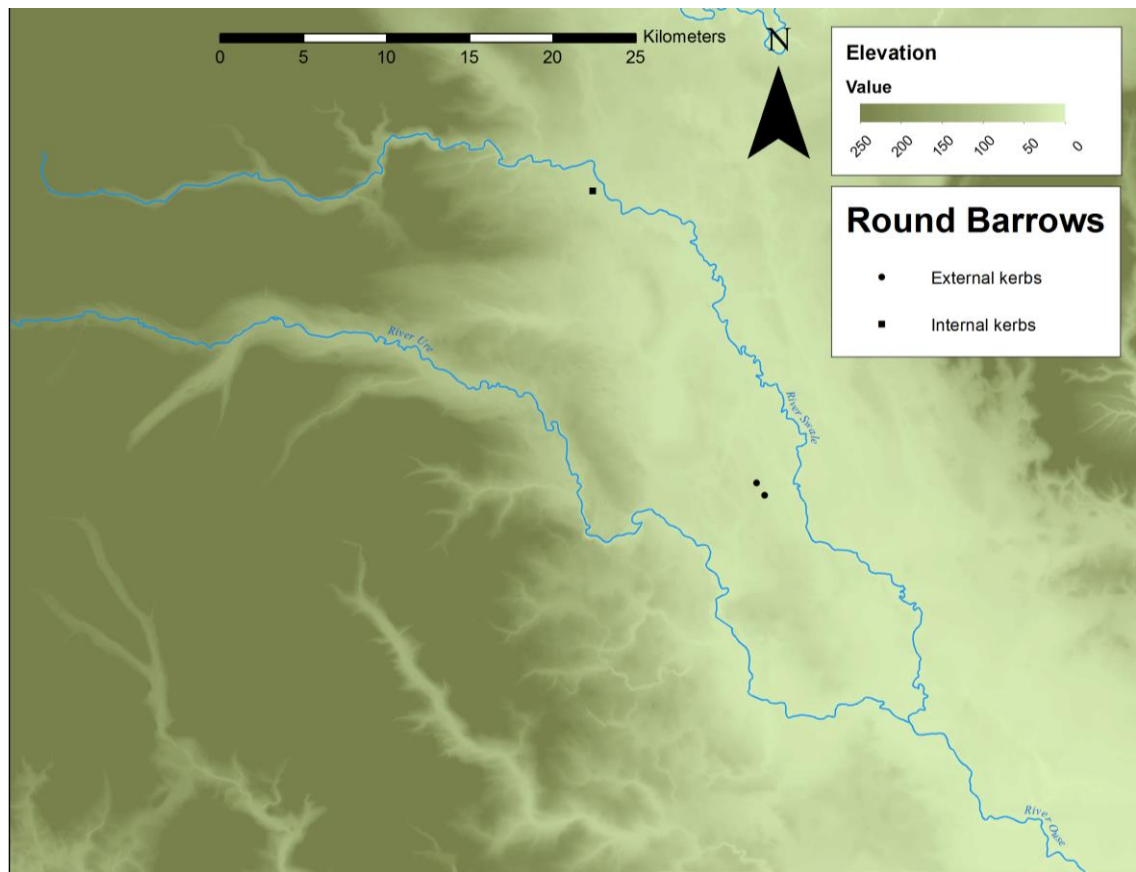 Kilometers
0 5 10 15 20 25
N
Elevation
Value
250 200 150 100 50 0
Round Barrows
External kerbs
Internal kerbs
River Ure
River Swale
River Ouse